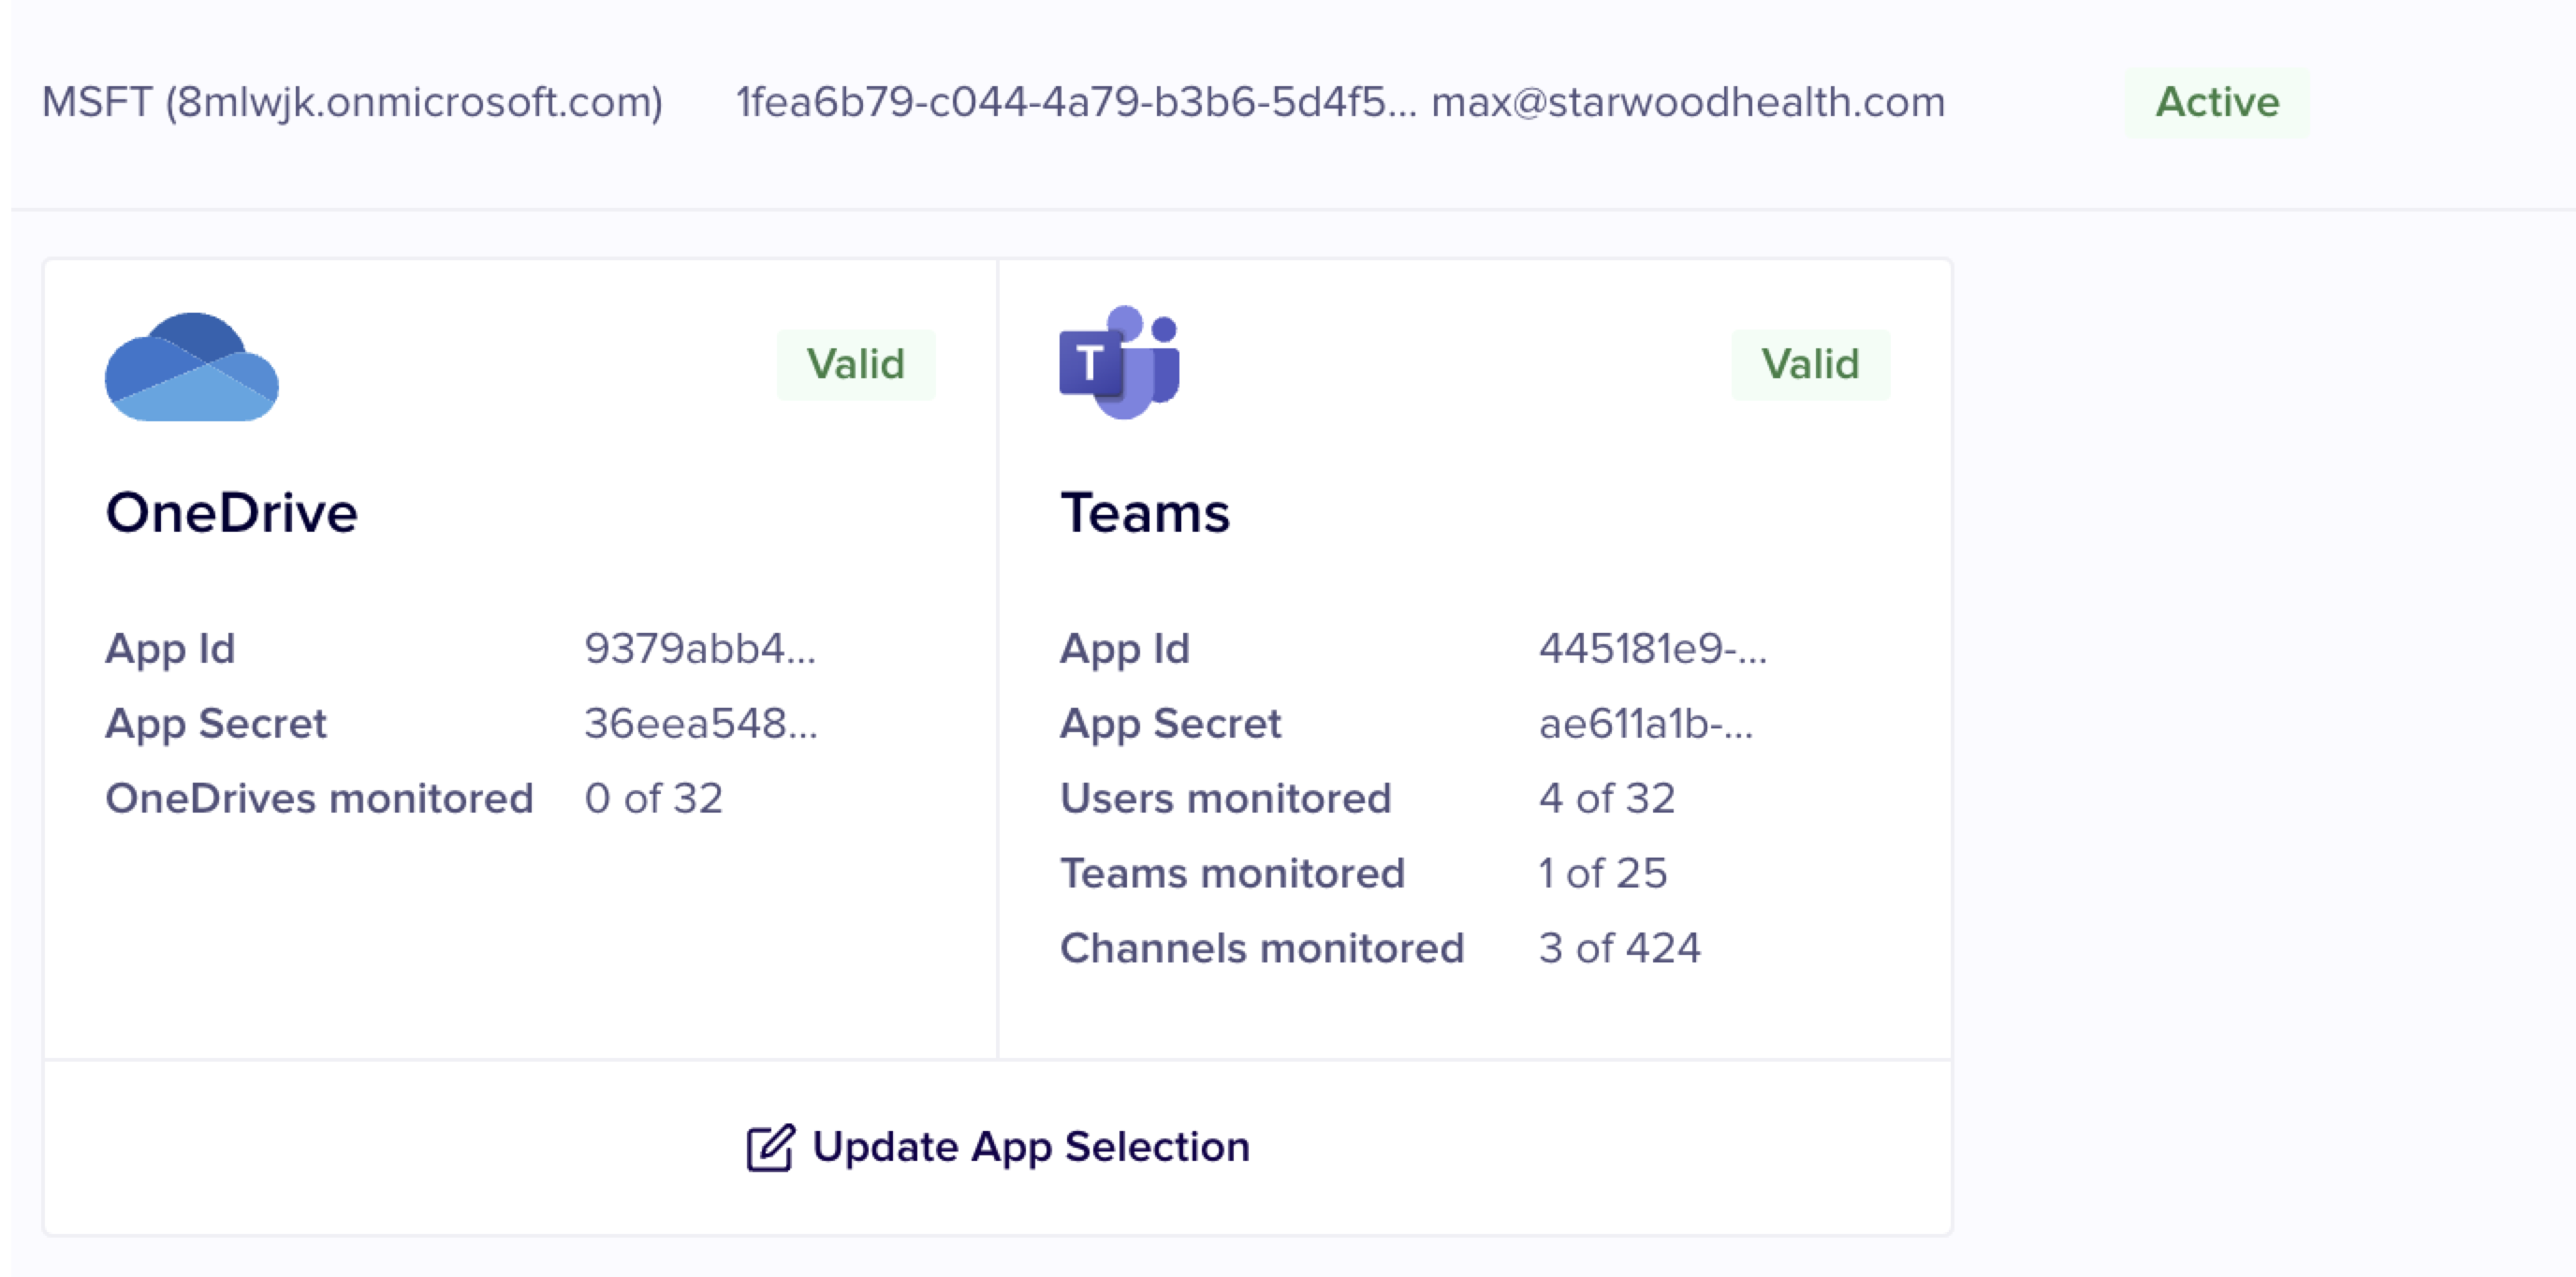 MSFT (8mlwjk.onmicrosoft.com) 1fea6b79-c044-4a79-b3b6-5d4f5... max@starwoodhealth.com Active
Valid
OneDrive
App Id 9379abb4...
App Secret 36eea548...
OneDrives monitored 0 of 32
T
Valid
Teams
App Id 445181e9-...
App Secret ae611a1b-...
Users monitored 4 of 32
Teams monitored 1 of 25
Channels monitored 3 of 424
Update App Selection